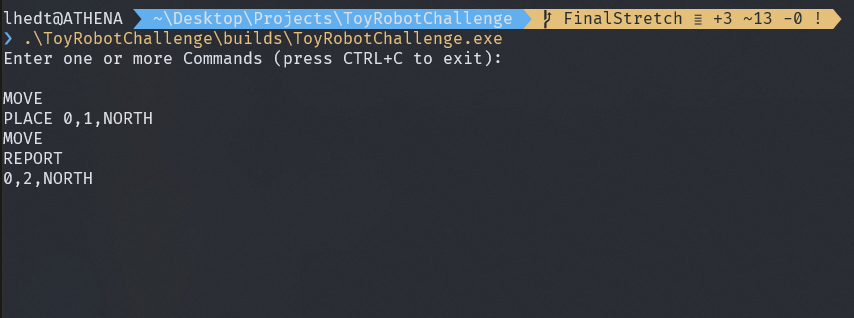 lhedt@ATHENA ~\Desktop\Projects\ToyRobotChallenge FinalStretch ≡ +3 ~13 -0 !
❯ .\ToyRobotChallenge\builds\ToyRobotChallenge.exe
Enter one or more Commands (press CTRL+C to exit):
MOVE
PLACE 0,1,NORTH
MOVE
REPORT
0,2,NORTH